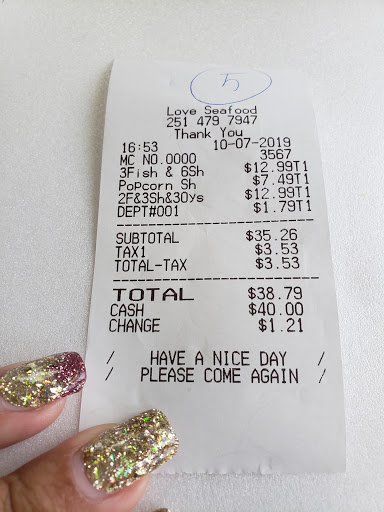 4
Love Seafood
251 479 7947
Thank You
16:53 10-07-2019
MC NO.0000 3567
3Fish & 6Sh $12.99T1
Popcorn Sh $7.49T1
2F&3Sh&3Oys $12.99T1
DEPT#001 $1.79T1
SUBTOTAL $35.26
TAX1 $3.53
TOTAL-TAX $3.53
TOTAL $38.79
CASH $40.00
CHANGE $1.21
/ HAVE A NICE DAY /
/ PLEASE COME AGAIN /